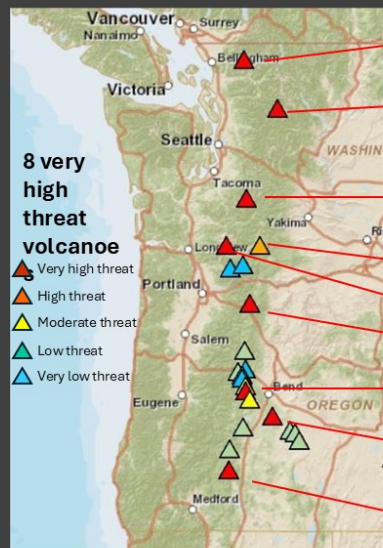 Vancouver
Surrey
Nanaimo
Bellingham
Victoria
Seattle
WASHIN
8 very
high
threat
volcanoe
s
Tacoma
Yakima
Ri
Longview
Very high threat
High threat
Portland
Moderate threat
Salem
Low threat
Very low threat
Bend
Eugene
OREGON
Medford